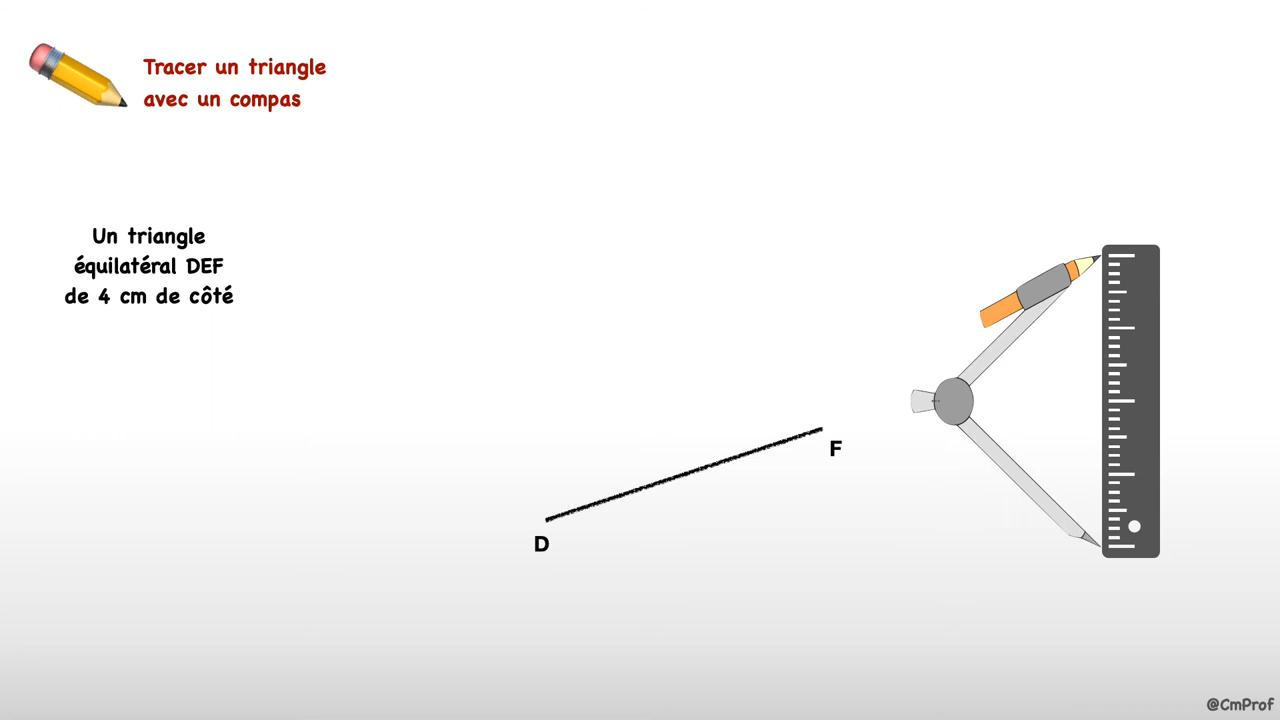 Tracer un triangle
avec un compas
Un triangle
équilatéral DEF
de 4 cm de côté
F
D
@CmProf